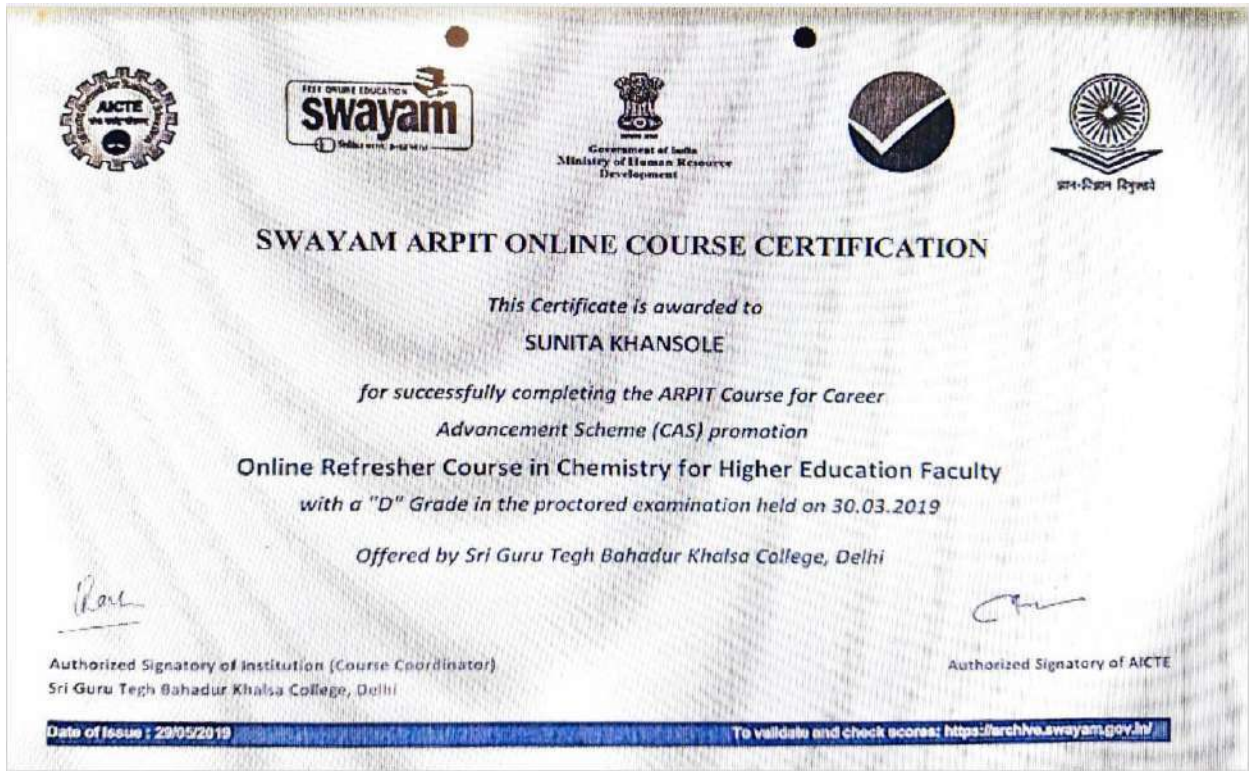 AICTE
FREE ONLINE EDUCATION
swayam
Government of India
Ministry of Human Resource
Development
ज्ञान-विज्ञान विमुक्तये
SWAYAM ARPIT ONLINE COURSE CERTIFICATION
This Certificate is awarded to
SUNITA KHANSOLE
for successfully completing the ARPIT Course for Career
Advancement Scheme (CAS) promotion
Online Refresher Course in Chemistry for Higher Education Faculty
with a "D" Grade in the proctored examination held on 30.03.2019
Offered by Sri Guru Tegh Bahadur Khalsa College, Delhi
Authorized Signatory of Institution (Course Coordinator)
Authorized Signatory of AICTE
Sri Guru Tegh Bahadur Khalsa College, Delhi
Date of Issue : 29/05/2019
To validate and check scores: https://archive.swayam.gov.in/